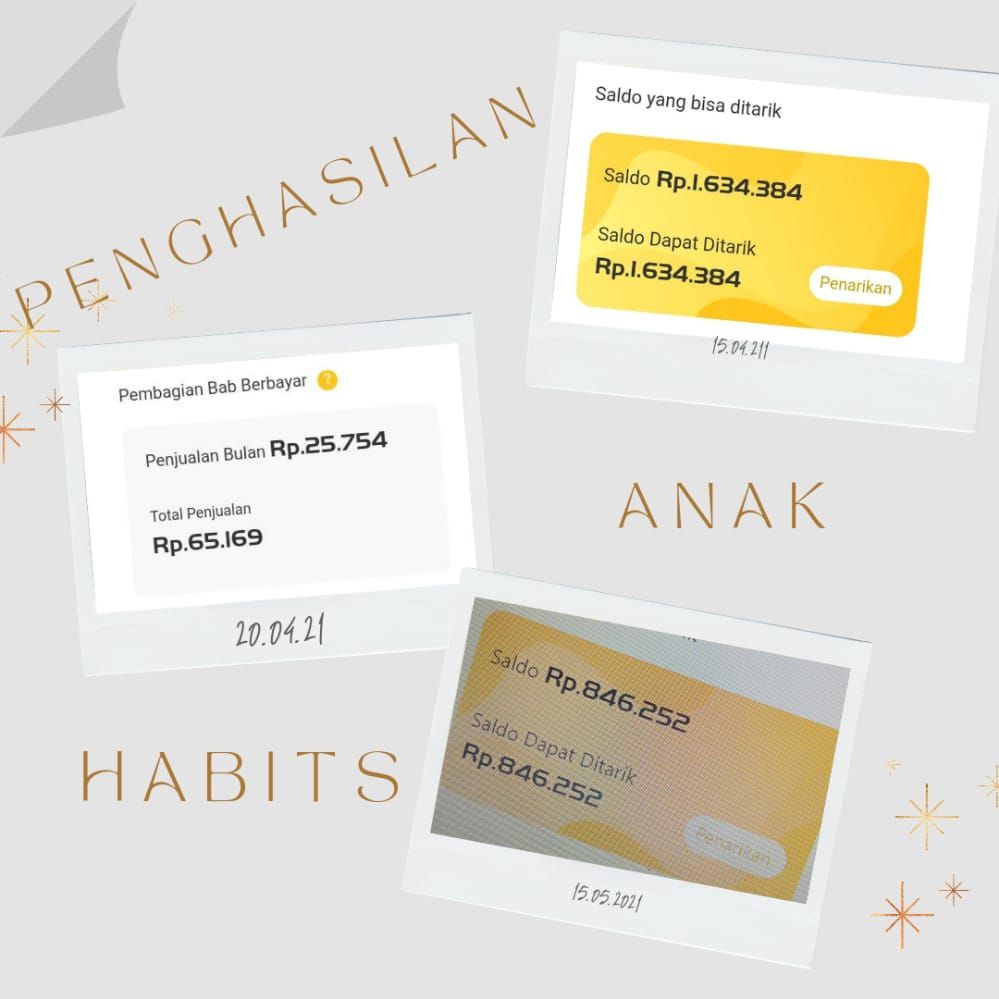 PENGHASILAN
Saldo yang bisa ditarik
Saldo Rp.1.634.384
Saldo Dapat Ditarik
Rp.1.634.384
Penarikan
15.04.211
Pembagian Bab Berbayar ?
Penjualan Bulan Rp.25.754
Total Penjualan
Rp.65.169
20.04.21
ANAK
HABITS
Saldo Rp.846.252
Saldo Dapat Ditarik
Rp.846.252
Penarikan
15.05.2021